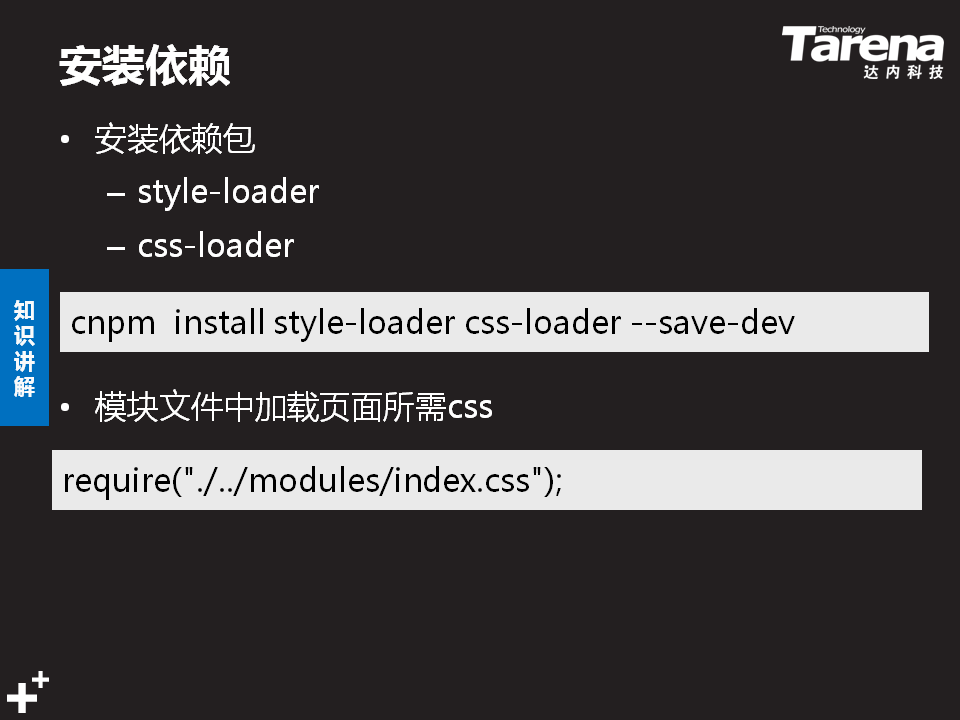 安装依赖
Technology
Tarena
达内科技
• 安装依赖包
– style-loader
– css-loader
知识讲解
cnpm  install style-loader css-loader --save-dev
• 模块文件中加载页面所需css
require("./../modules/index.css");